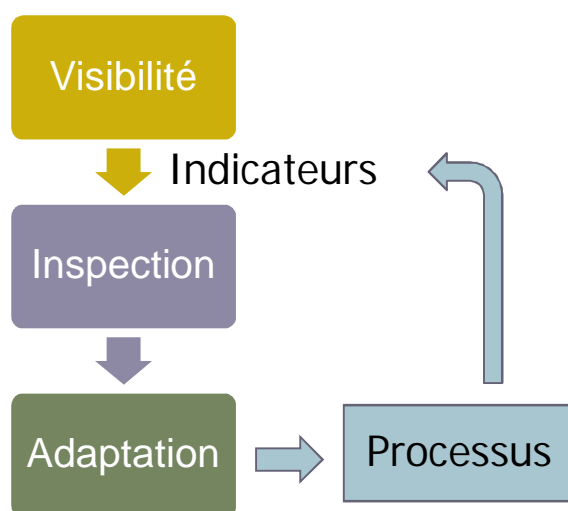 Visibilité
Indicateurs
Inspection
Adaptation
Processus